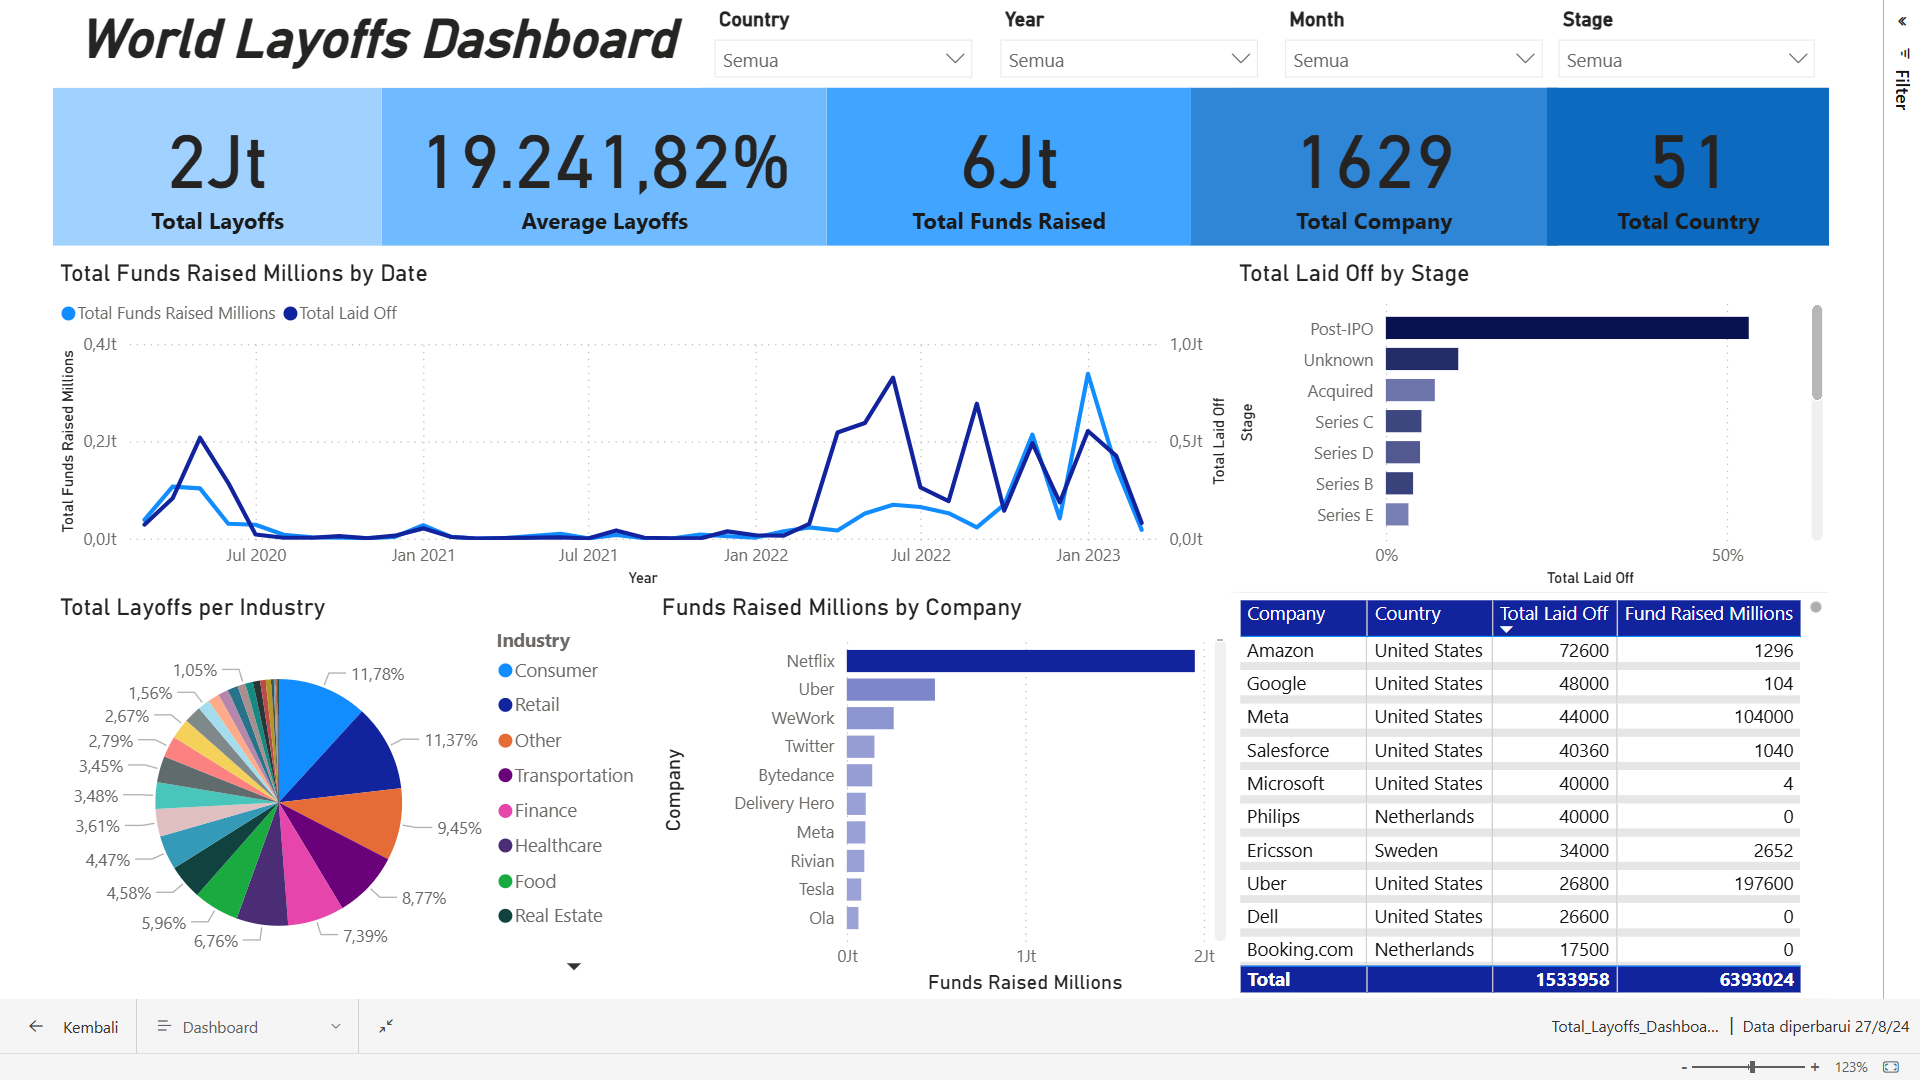 World Layoffs Dashboard
Country
Semua
Year
Semua
Month
Semua
Stage
Semua
Filter
2Jt
Total Layoffs
19.241,82%
Average Layoffs
6Jt
Total Funds Raised
1629
Total Company
51
Total Country
Total Funds Raised Millions by Date
Total Funds Raised Millions Total Laid Off
Total Funds Raised Millions
0,4Jt
0,2Jt
0,0Jt
1,0Jt
0,5Jt
0,0Jt
Total Laid Off
Jul 2020 Jan 2021 Jul 2021 Jan 2022 Jul 2022 Jan 2023
Year
Total Laid Off by Stage
Stage
Post-IPO
Unknown
Acquired
Series C
Series D
Series B
Series E
0% 50%
Total Laid Off
Total Layoffs per Industry
11,78%
11,37%
9,45%
8,77%
7,39%
6,76%
5,96%
4,58%
4,47%
3,61%
3,48%
3,45%
2,79%
2,67%
1,56%
1,05%
Industry
Consumer
Retail
Other
Transportation
Finance
Healthcare
Food
Real Estate
Funds Raised Millions by Company
Company
Netflix
Uber
WeWork
Twitter
Bytedance
Delivery Hero
Meta
Rivian
Tesla
Ola
0Jt 1Jt 2Jt
Funds Raised Millions
Company Country Total Laid Off Fund Raised Millions
Amazon United States 72600 1296
Google United States 48000 104
Meta United States 44000 104000
Salesforce United States 40360 1040
Microsoft United States 40000 4
Philips Netherlands 40000 0
Ericsson Sweden 34000 2652
Uber United States 26800 197600
Dell United States 26600 0
Booking.com Netherlands 17500 0
Total 1533958 6393024
Kembali
Dashboard
Total_Layoffs_Dashboa... | Data diperbarui 27/8/24
- + 123%